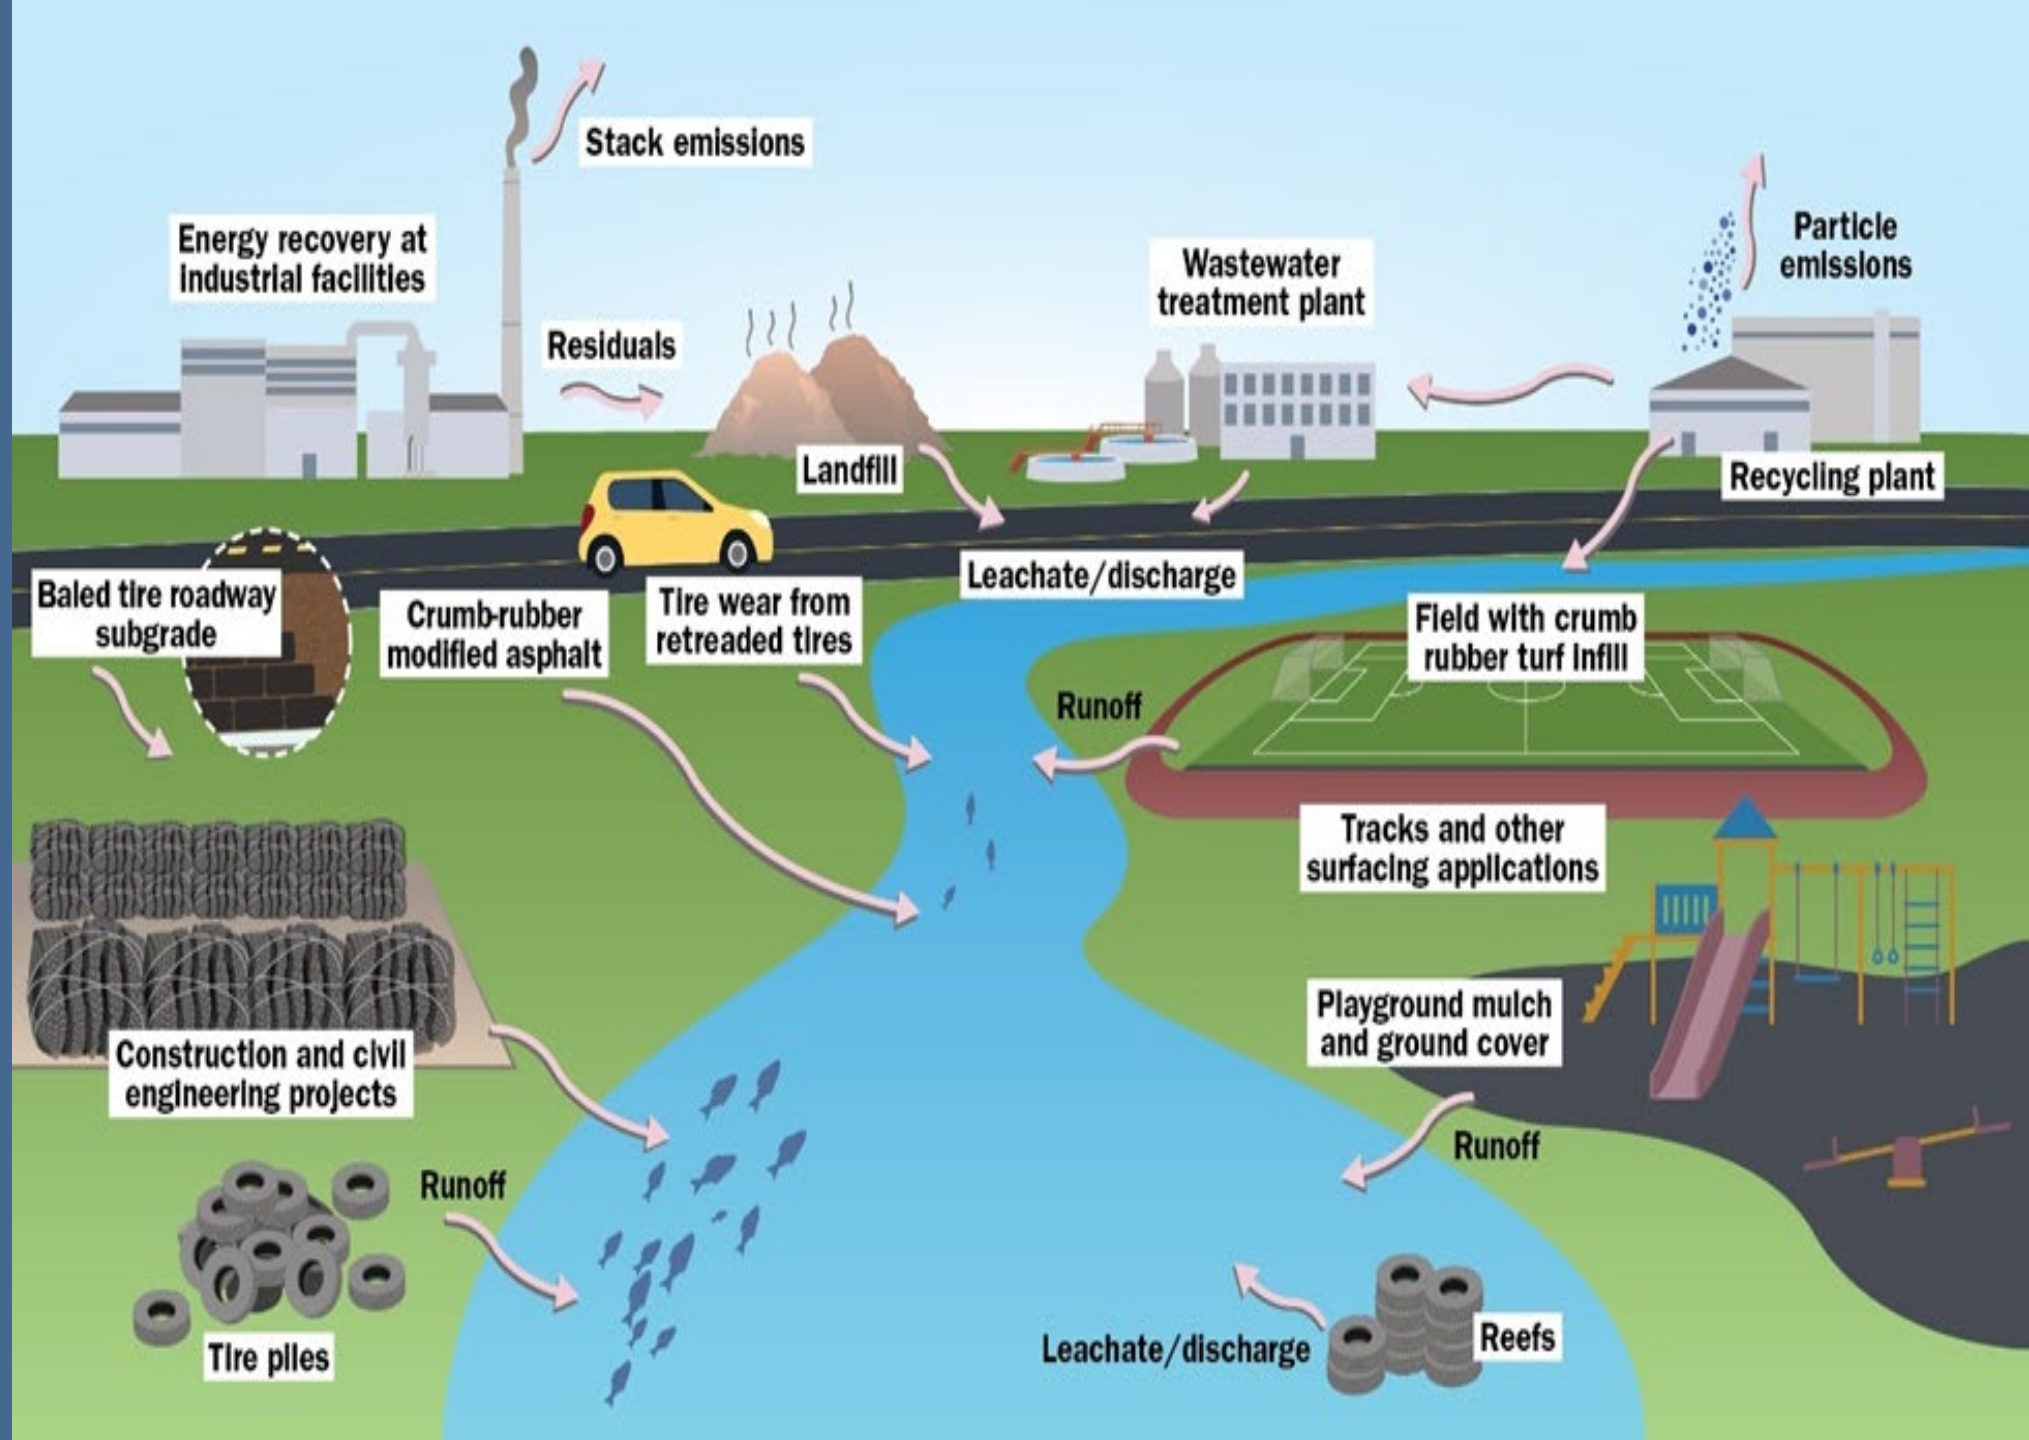 Stack emissions
Energy recovery at
industrial facilities
Residuals
Landfill
Wastewater
treatment plant
Particle
emissions
Recycling plant
Leachate/discharge
Baled tire roadway
subgrade
Crumb-rubber
modified asphalt
Tire wear from
retreaded tires
Field with crumb
rubber turf infill
Runoff
Tracks and other
surfacing applications
Playground mulch
and ground cover
Runoff
Construction and civil
engineering projects
Runoff
Tire piles
Leachate/discharge
Reefs